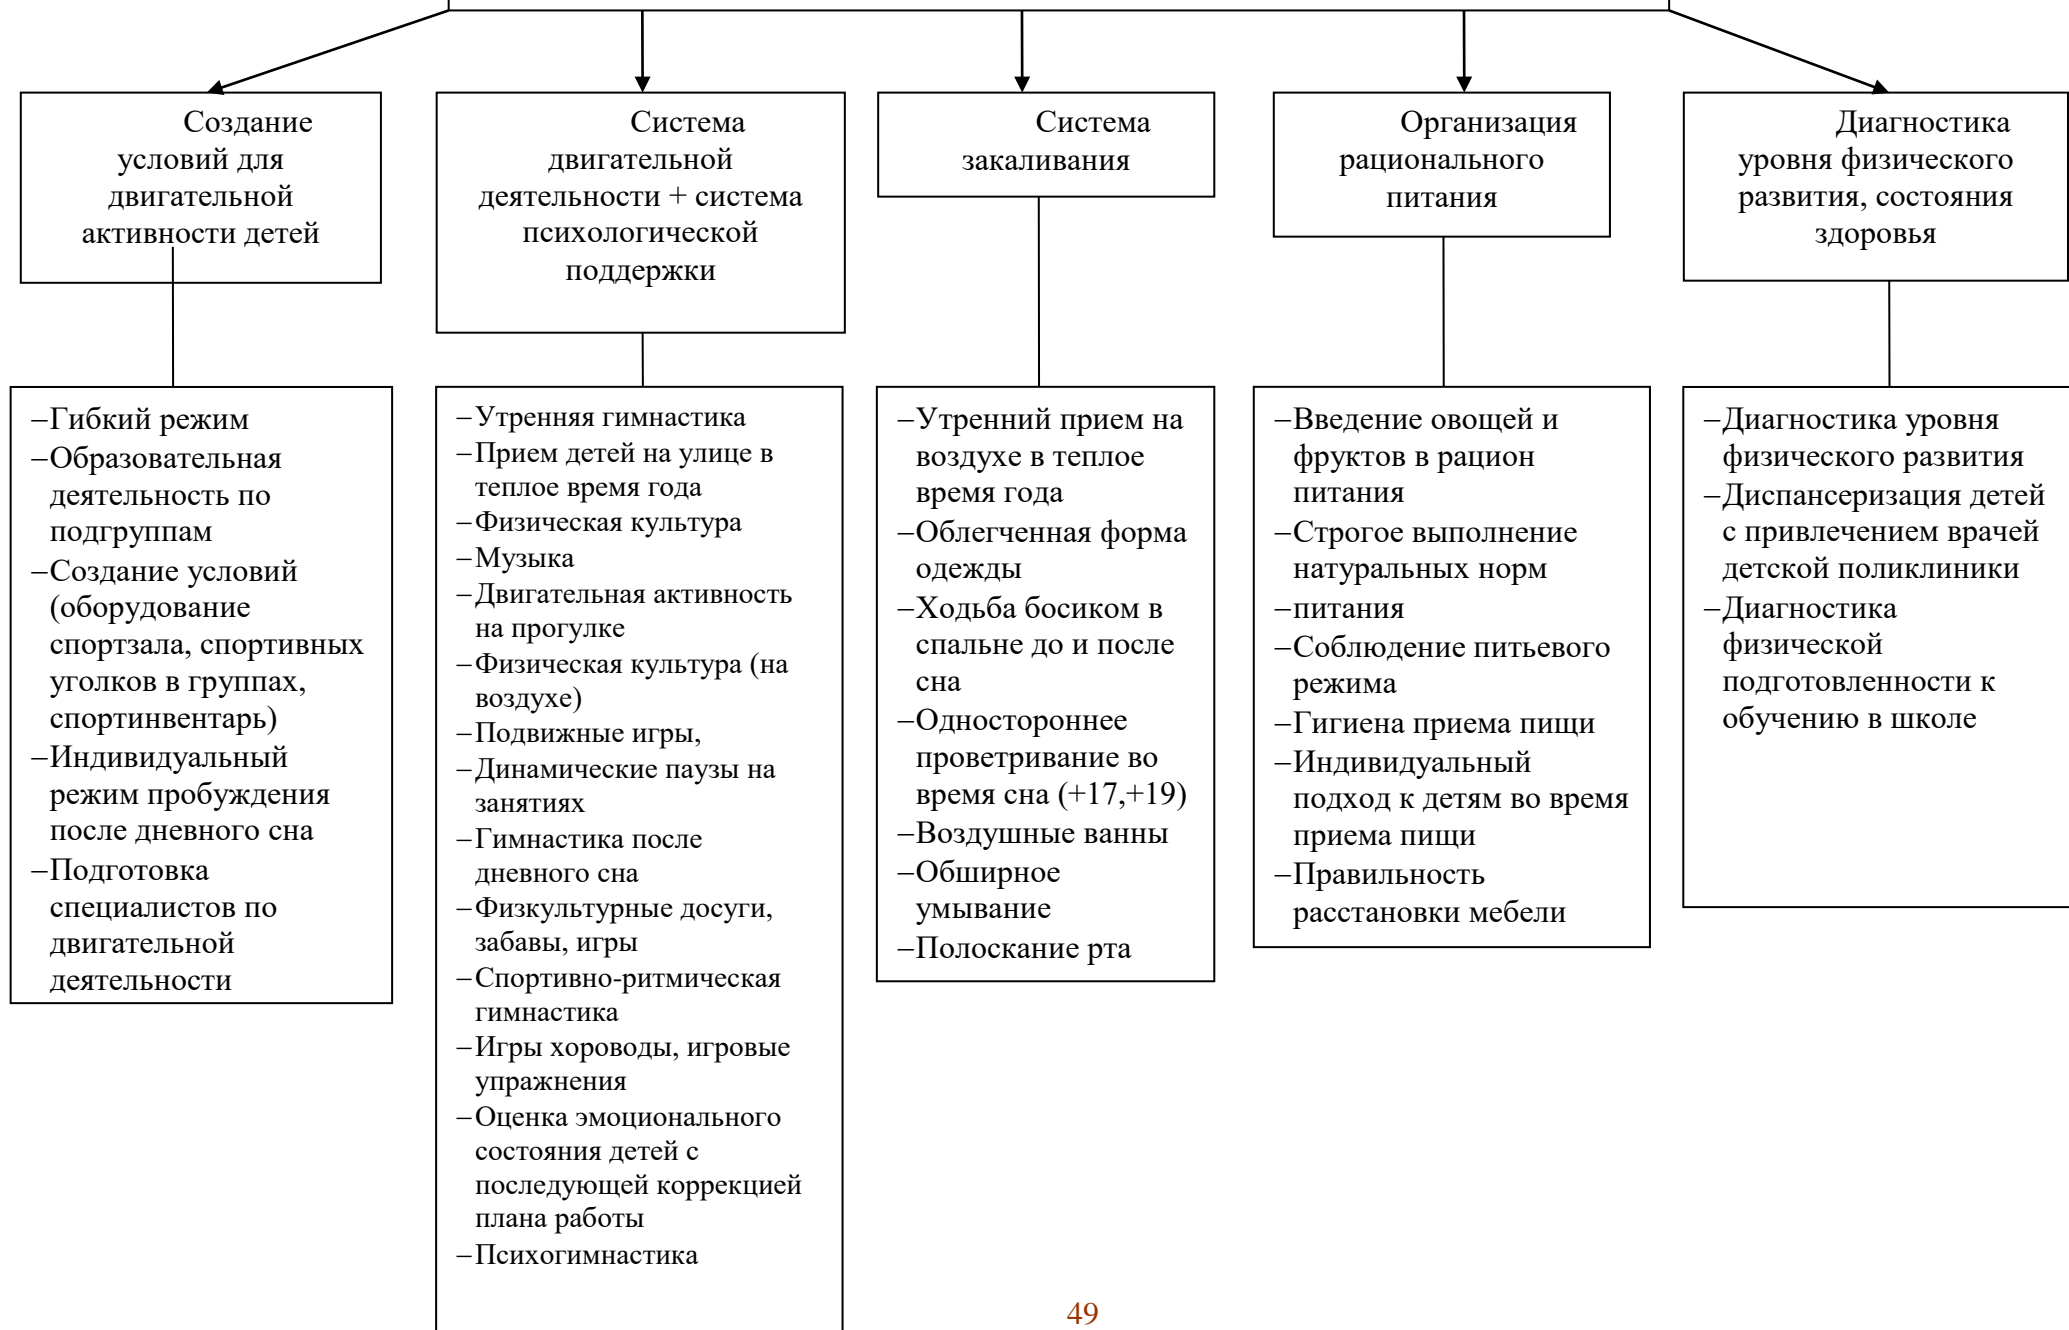 Создание
условий для
двигательной
активности детей
Система
двигательной
деятельности + система
психологической
поддержки
Система
закаливания
Организация
рационального
питания
Диагностика
уровня физического
развития, состояния
здоровья
–Гибкий режим
–Образовательная
деятельность по
подгруппам
–Создание условий
(оборудование
спортзала, спортивных
уголков в группах,
спортинвентарь)
–Индивидуальный
режим пробуждения
после дневного сна
–Подготовка
специалистов по
двигательной
деятельности
–Утренняя гимнастика
–Прием детей на улице в
теплое время года
–Физическая культура
–Музыка
–Двигательная активность
на прогулке
–Физическая культура (на
воздухе)
–Подвижные игры,
–Динамические паузы на
занятиях
–Гимнастика после
дневного сна
–Физкультурные досуги,
забавы, игры
–Спортивно-ритмическая
гимнастика
–Игры хороводы, игровые
упражнения
–Оценка эмоционального
состояния детей с
последующей коррекцией
плана работы
–Психогимнастика
–Утренний прием на
воздухе в теплое
время года
–Облегченная форма
одежды
–Ходьба босиком в
спальне до и после
сна
–Одностороннее
проветривание во
время сна (+17,+19)
–Воздушные ванны
–Обширное
умывание
–Полоскание рта
–Введение овощей и
фруктов в рацион
питания
–Строгое выполнение
натуральных норм
–питания
–Соблюдение питьевого
режима
–Гигиена приема пищи
–Индивидуальный
подход к детям во время
приема пищи
–Правильность
расстановки мебели
–Диагностика уровня
физического развития
–Диспансеризация детей
с привлечением врачей
детской поликлиники
–Диагностика
физической
подготовленности к
обучению в школе
49